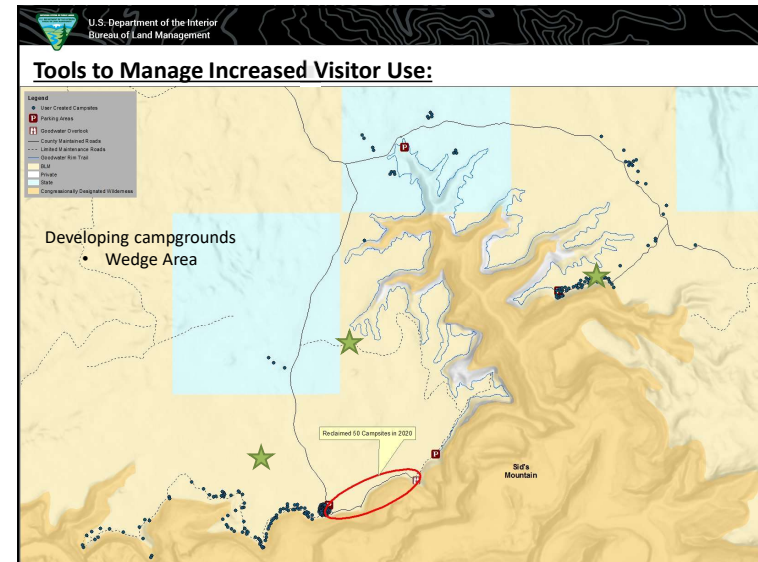 U.S. Department of the Interior
Bureau of Land Management
Tools to Manage Increased Visitor Use:
Legend
User Created Campsites
P Parking Areas
Goodwater Overlook
County Maintained Roads
Limited Maintenance Roads
Goodwater Rim Trail
BLM
Private
State
Congressionally Designated Wilderness
P
Developing campgrounds
• Wedge Area
Reclaimed 50 Campsites in 2020
P
Sid's
Mountain